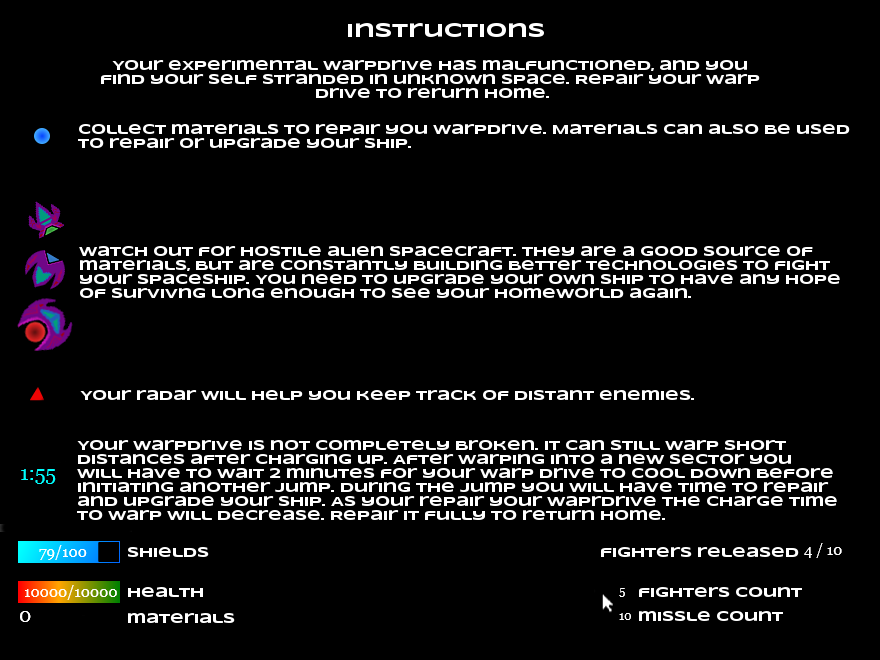 Instructions
Your experimental warpdrive has malfunctioned, and you
find your self stranded in unknown space. Repair your warp
drive to rerurn home.
Collect materials to repair you warpdrive. Materials can also be used
to repair or upgrade your ship.
Watch out for hostile alien spacecraft. They are a good source of
materials, but are constantly building better technologies to fight
your spaceship. You need to upgrade your own ship to have any hope
of survivng long enough to see your homeworld again.
Your radar will help you keep track of distant enemies.
Your warpdrive is not completely broken. It can still warp short
distances after charging up. After warping into a new sector you
1:55 will have to wait 2 minutes for your warp drive to cool down before
initiating another jump. During the jump you will have time to repair
and upgrade your ship. As your repair your waprdrive the charge time
to warp will decrease. Repair it fully to return home.
79/100 Shields
Fighters Released 4 / 10
10000/10000 Health
5 Fighters Count
0 Materials
10 Missle Count